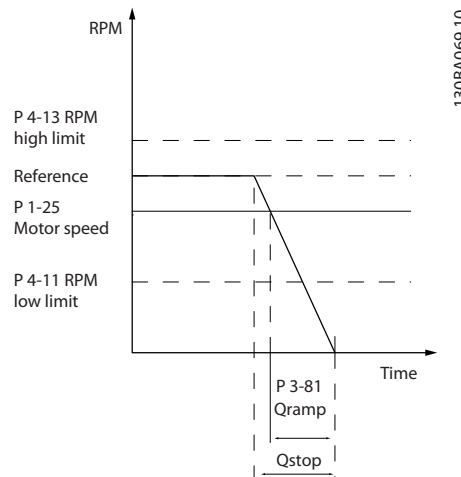 RPM
130BA069.10
P 4-13 RPM
high limit
Reference
P 1-25
Motor speed
P 4-11 RPM
low limit
Time
P 3-81
Qramp
Qstop